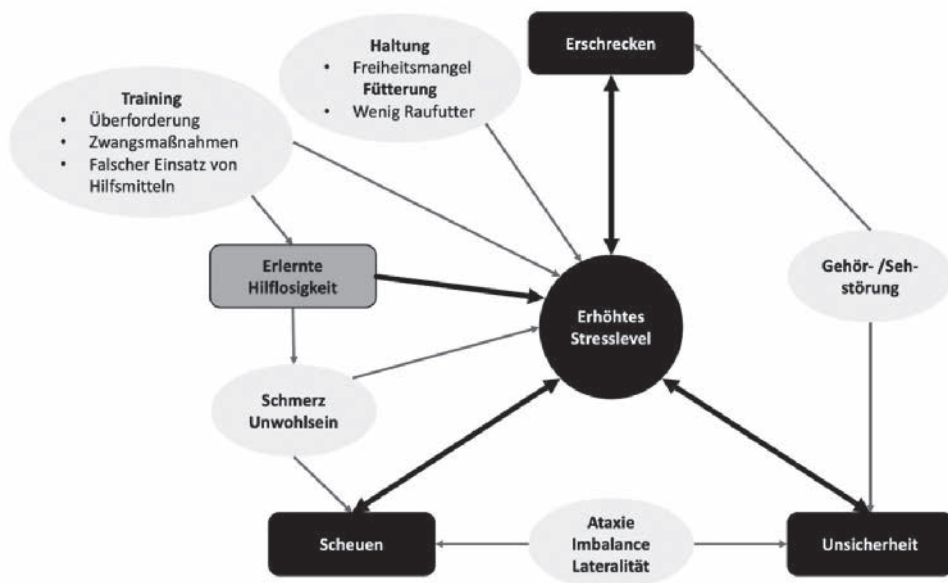 Erschrecken
Haltung
• Freiheitsmangel
Fütterung
• Wenig Raufutter
Training
• Überforderung
• Zwangsmaßnahmen
• Falscher Einsatz von
Hilfsmitteln
Erlernte
Hilflosigkeit
Gehör- /Seh-
störung
Erhöhtes
Stresslevel
Schmerz
Unwohlsein
Scheuen
Ataxie
Imbalance
Lateralität
Unsicherheit